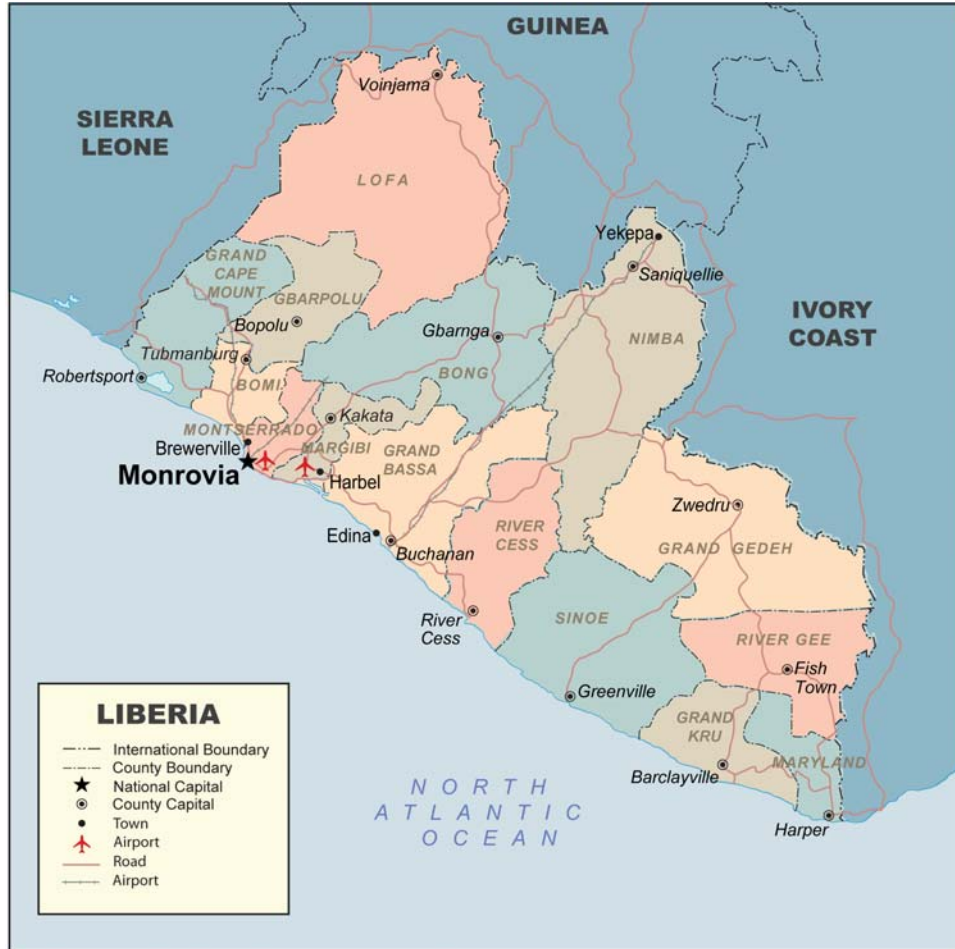 GUINEA
Voinjama
SIERRA
LEONE
LOFA
Yekepa
GRAND
CAPE
MOUNT
Saniquellie
GBARPOLU
IVORY
COAST
Bopolu
Gbarnga
NIMBA
Tubmanburg
BONG
Robertsport
BOMI
Kakata
MONTSERRADO
Brewerville
MARGIBI
GRAND
BASSA
Monrovia
Harbel
Zwedru
Edina
RIVER
CESS
GRAND GEDEH
Buchanan
River
Cess
SINOE
RIVER GEE
Fish
Town
Greenville
GRAND
KRU
MARYLAND
Barclayville
Harper
NORTH
ATLANTIC
OCEAN
LIBERIA
International Boundary
County Boundary
National Capital
County Capital
Town
Airport
Road
Airport